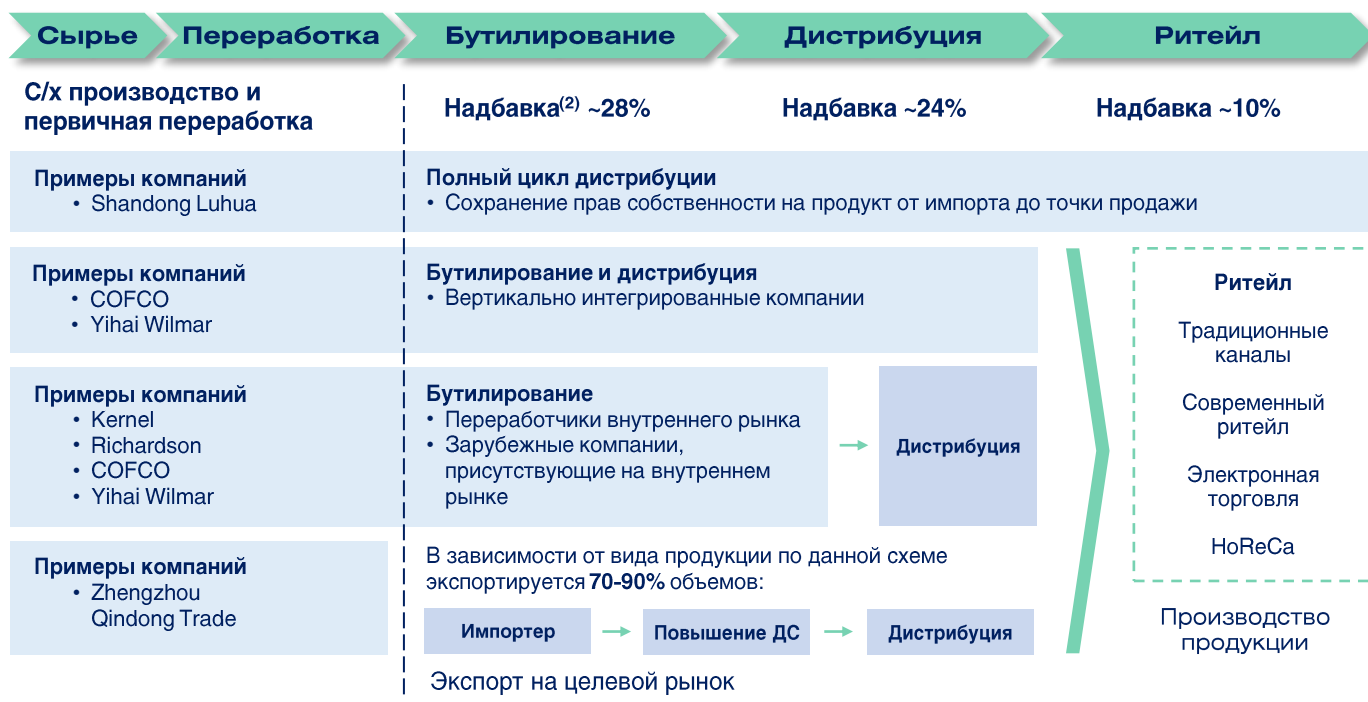 Сырье
Переработка
Бутилирование
Дистрибуция
Ритейл
С/х производство и
первичная переработка
Надбавка(2) ~28%
Надбавка ~24%
Надбавка ~10%
Примеры компаний
• Shandong Luhua
Полный цикл дистрибуции
• Сохранение прав собственности на продукт от импорта до точки продажи
Примеры компаний
• COFCO
• Yihai Wilmar
Бутилирование и дистрибуция
• Вертикально интегрированные компании
Примеры компаний
• Kernel
• Richardson
• COFCO
• Yihai Wilmar
Бутилирование
• Переработчики внутреннего рынка
• Зарубежные компании,
присутствующие на внутреннем
рынке
Дистрибуция
Примеры компаний
• Zhengzhou
Qindong Trade
В зависимости от вида продукции по данной схеме
экспортируется 70-90% объемов:
Импортер
Повышение ДС
Дистрибуция
Экспорт на целевой рынок
Ритейл
Традиционные
каналы
Современный
ритейл
Электронная
торговля
HoReCa
Производство
продукции